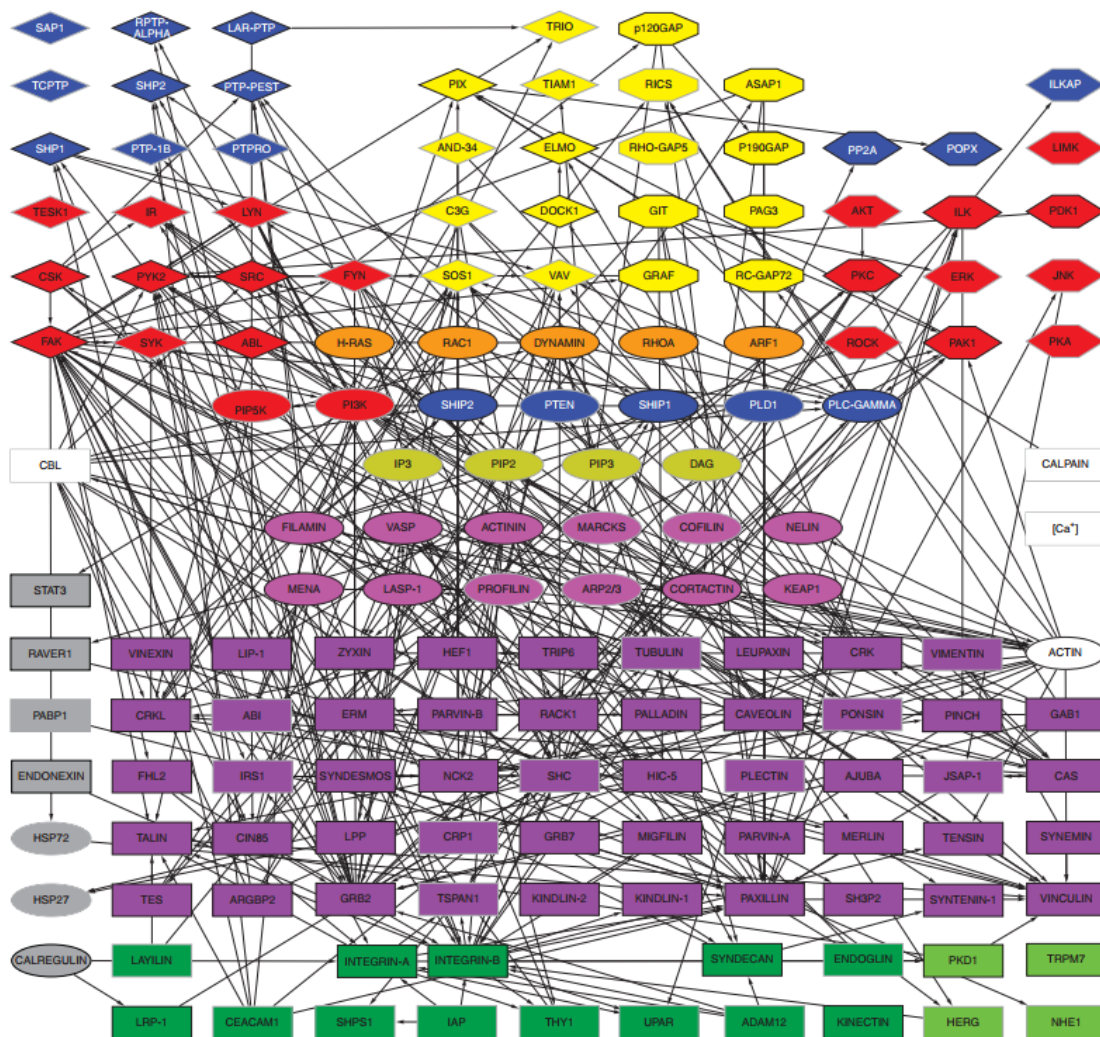 SAP1
RPTP-
ALPHA
LAR-PTP
TRIO
p120GAP
TCPTP
SHP2
PTP-PEST
PIX
TIAM1
RICS
ASAP1
ILKAP
SHP1
PTP-1B
PTPRO
AND-34
ELMO
RHO-GAP5
P190GAP
PP2A
POPX
LIMK
TESK1
IR
LYN
C3G
DOCK1
GIT
PAG3
AKT
ILK
PDK1
CSK
PYK2
SRC
FYN
SOS1
VAV
GRAF
RC-GAP72
PKC
ERK
JNK
FAK
SYK
ABL
H-RAS
RAC1
DYNAMIN
RHOA
ARF1
ROCK
PAK1
PKA
PIP5K
PI3K
SHIP2
PTEN
SHIP1
PLD1
PLC-GAMMA
CBL
IP3
PIP2
PIP3
DAG
CALPAIN
FILAMIN
VASP
ACTININ
MARCKS
COFILIN
NELIN
[Ca⁺]
STAT3
MENA
LASP-1
PROFILIN
ARP2/3
CORTACTIN
KEAP1
RAVER1
VINEXIN
LIP-1
ZYXIN
HEF1
TRIP6
TUBULIN
LEUPAXIN
CRK
VIMENTIN
ACTIN
PABP1
CRKL
ABI
ERM
PARVIN-B
RACK1
PALLADIN
CAVEOLIN
PONSIN
PINCH
GAB1
ENDONEXIN
FHL2
IRS1
SYNDESMOS
NCK2
SHC
HIC-5
PLECTIN
AJUBA
JSAP-1
CAS
HSP72
TALIN
CIN85
LPP
CRP1
GRB7
MIGFILIN
PARVIN-A
MERLIN
TENSIN
SYNEMIN
HSP27
TES
ARGBP2
GRB2
TSPAN1
KINDLIN-2
KINDLIN-1
PAXILLIN
SH3P2
SYNTENIN-1
VINCULIN
CALREGULIN
LAYILIN
INTEGRIN-A
INTEGRIN-B
SYNDECAN
ENDOGLIN
PKD1
TRPM7
LRP-1
CEACAM1
SHPS1
IAP
THY1
UPAR
ADAM12
KINECTIN
HERG
NHE1